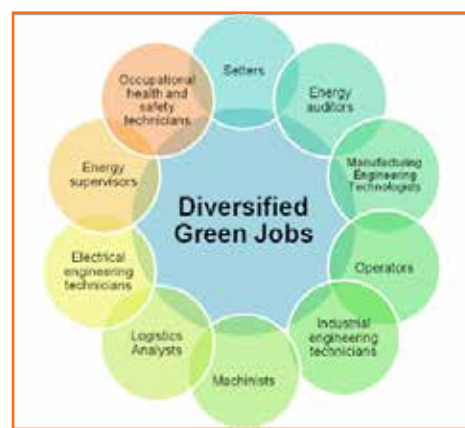 Setters
Energy
auditors
Manufacturing
Engineering
Technologists
Operators
Industrial
engineering
technicians
Machinists
Logistics
Analysts
Electrical
engineering
technicians
Energy
supervisors
Occupational
health and
safety
technicians
Diversified
Green Jobs